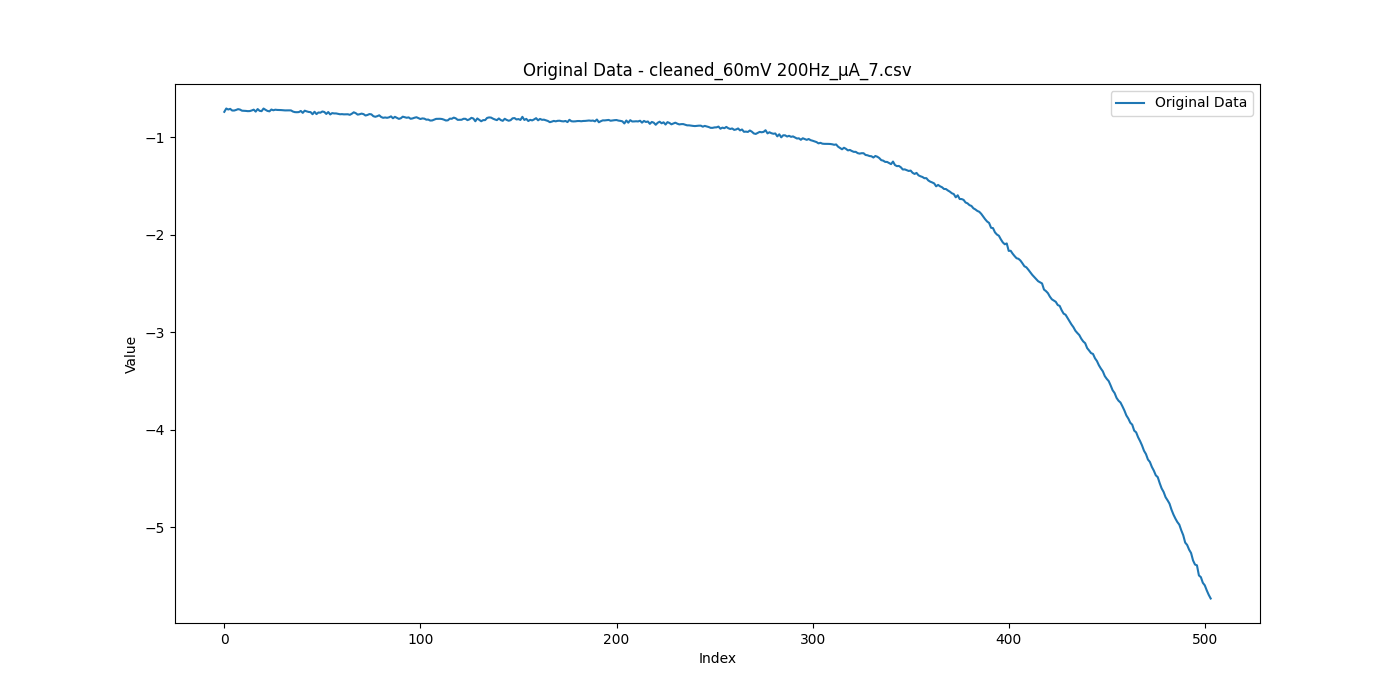 Original Data - cleaned_60mV 200Hz_µA_7.csv
Original Data
−1
−2
−3
−4
−5
Value
0 100 200 300 400 500
Index